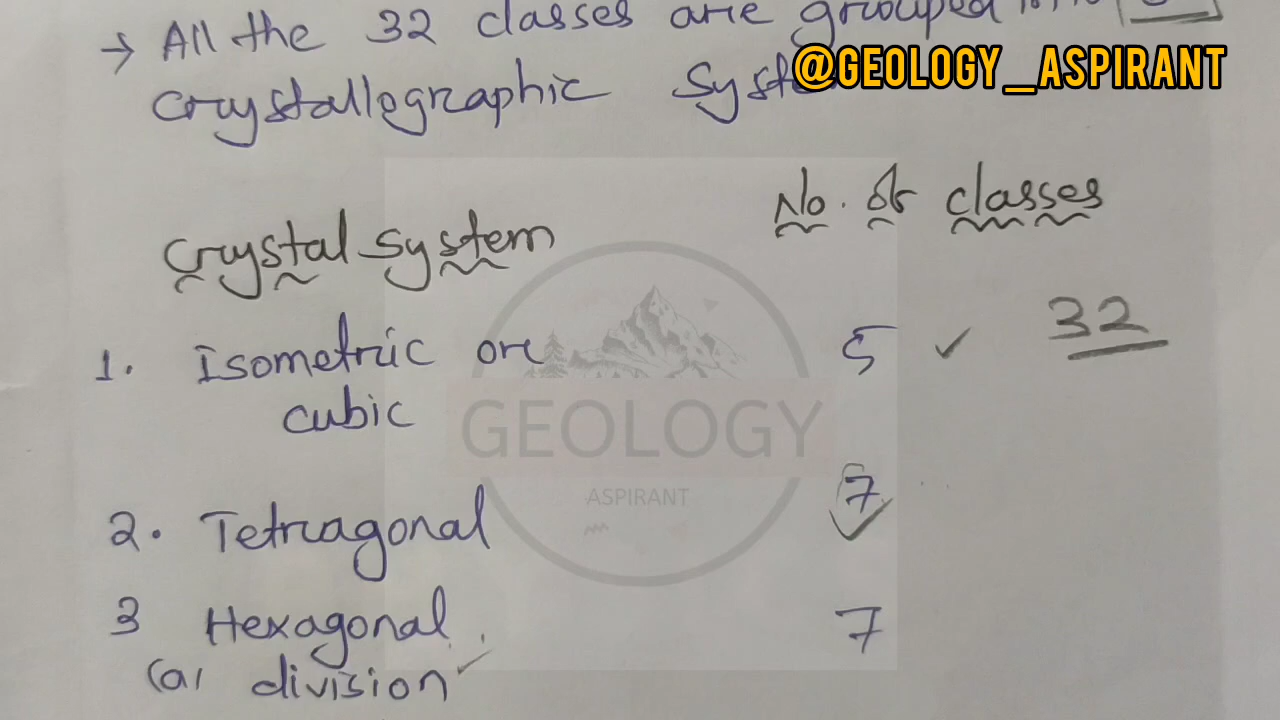 → All the 32 classes are grouped
@GEOLOGY_ASPIRANT
crystallographic
Crystal System No. of classes
1. Isometric or 5 ✓ 32
cubic
GEOLOGY
ASPIRANT
2. Tetragonal 7
3 Hexagonal 7
(a) division ✓